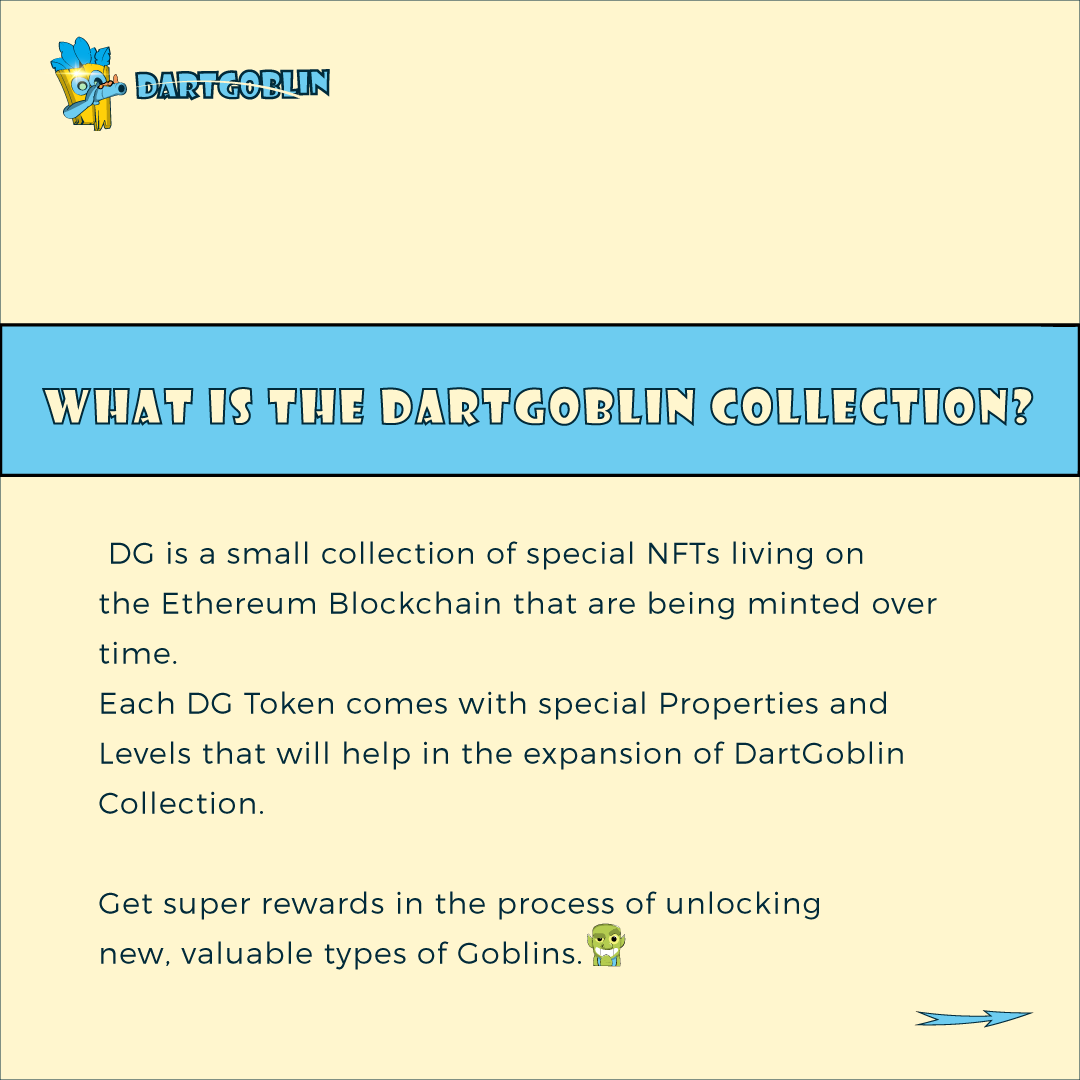 DARTGOBLIN
WHAT IS THE DARTGOBLIN COLLECTION?
DG is a small collection of special NFTs living on
the Ethereum Blockchain that are being minted over
time.
Each DG Token comes with special Properties and
Levels that will help in the expansion of DartGoblin
Collection.
Get super rewards in the process of unlocking
new, valuable types of Goblins.